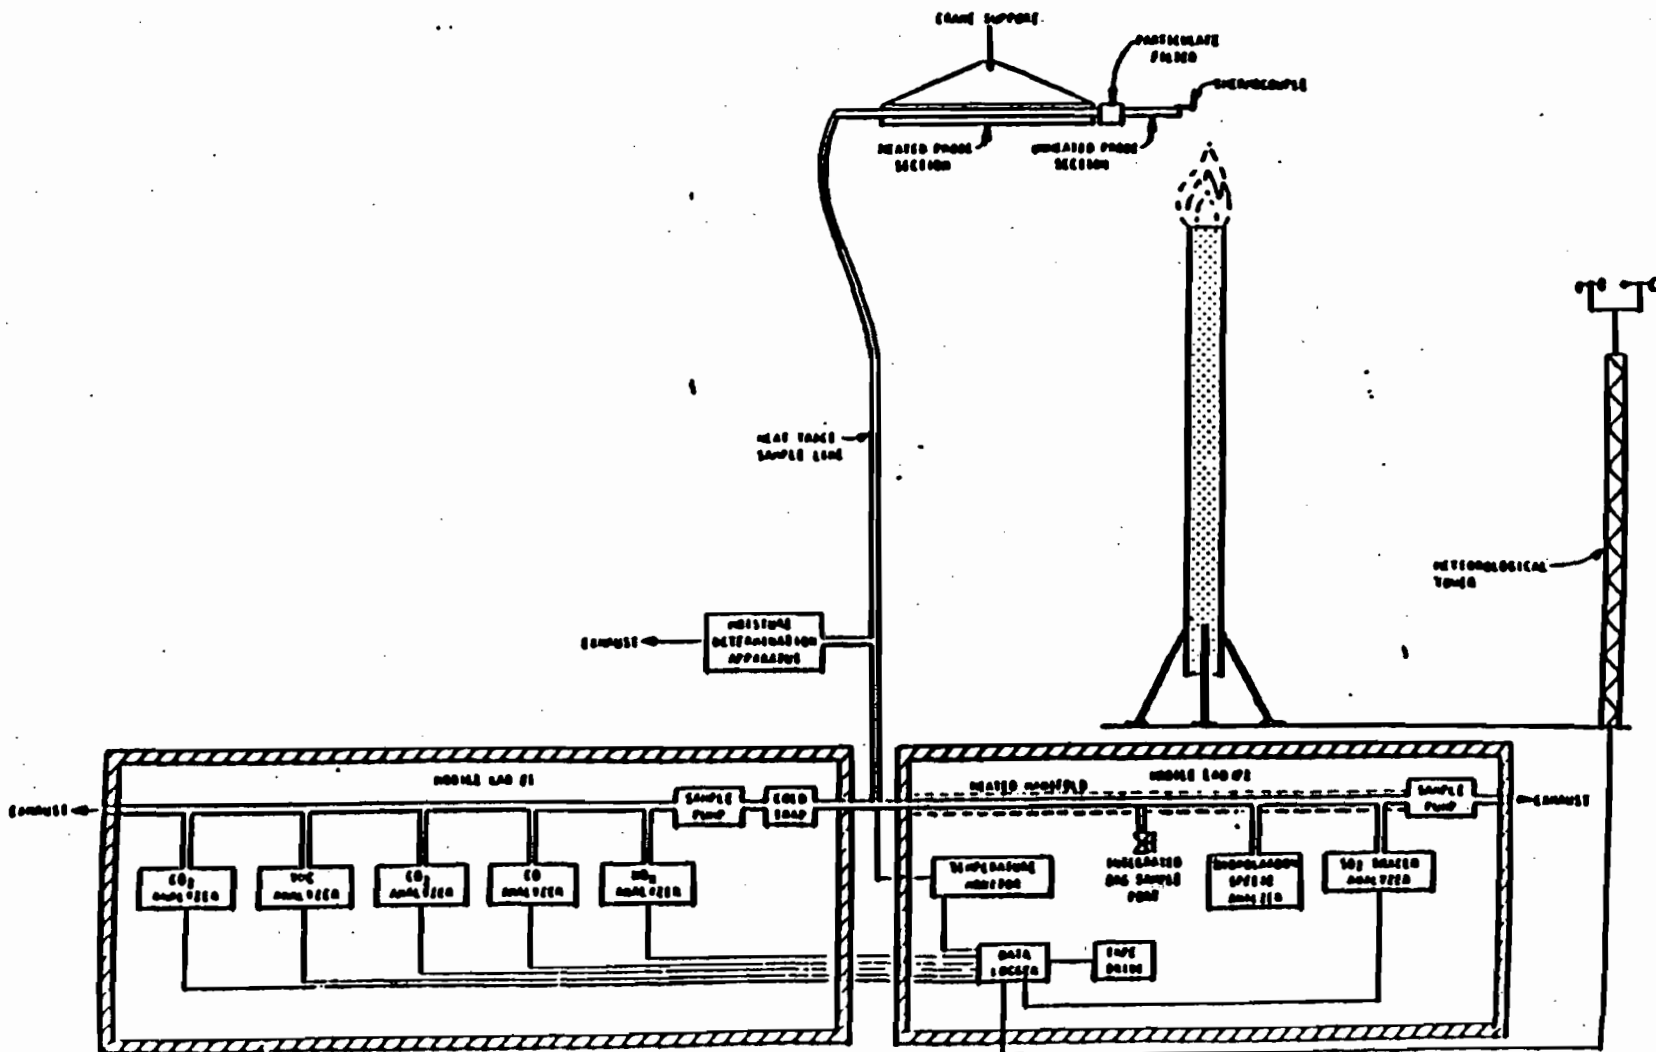 CRANE SUPPORT
PARTICULATE
FILTER
THERMOCOUPLE
HEATED PROBE
SECTION
UNHEATED PROBE
SECTION
HEAT TRACE
SAMPLE LINE
METEOROLOGICAL
TOWER
EXHAUST
MOISTURE
DETERMINATION
APPARATUS
MOBILE LAB #1
EXHAUST
SAMPLE
PUMP
COLD
TRAP
ANALYZER
ANALYZER
CO₂
ANALYZER
CO
ANALYZER
NOₓ
ANALYZER
HEATED MANIFOLD
MOBILE LAB #2
SAMPLE
PUMP
EXHAUST
TEMPERATURE
MONITOR
INTEGRATED
BAG SAMPLE
PORT
ANALYZER
SO₂ TRACER
ANALYZER
DATA
LOGGER
TAPE
DRIVE